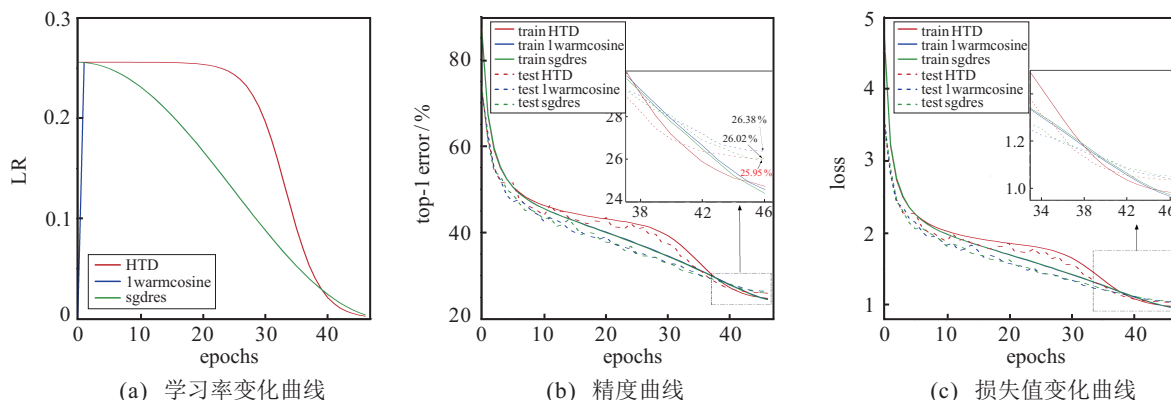 0.3
0.2
0.1
0
LR
HTD
1warmcosine
sgdres
0 10 20 30 40
epochs
(a) 学习率变化曲线
80
60
40
20
top-1 error/%
train HTD
train 1warmcosine
train sgdres
test HTD
test 1warmcosine
test sgdres
28
26
24
26.38%
26.02%
25.95%
38 42 46
0 10 20 30 40
epochs
(b) 精度曲线
5
4
3
2
1
loss
train HTD
train 1warmcosine
train sgdres
test HTD
test 1warmcosine
test sgdres
1.2
1.0
34 38 42 46
0 10 20 30 40
epochs
(c) 损失值变化曲线